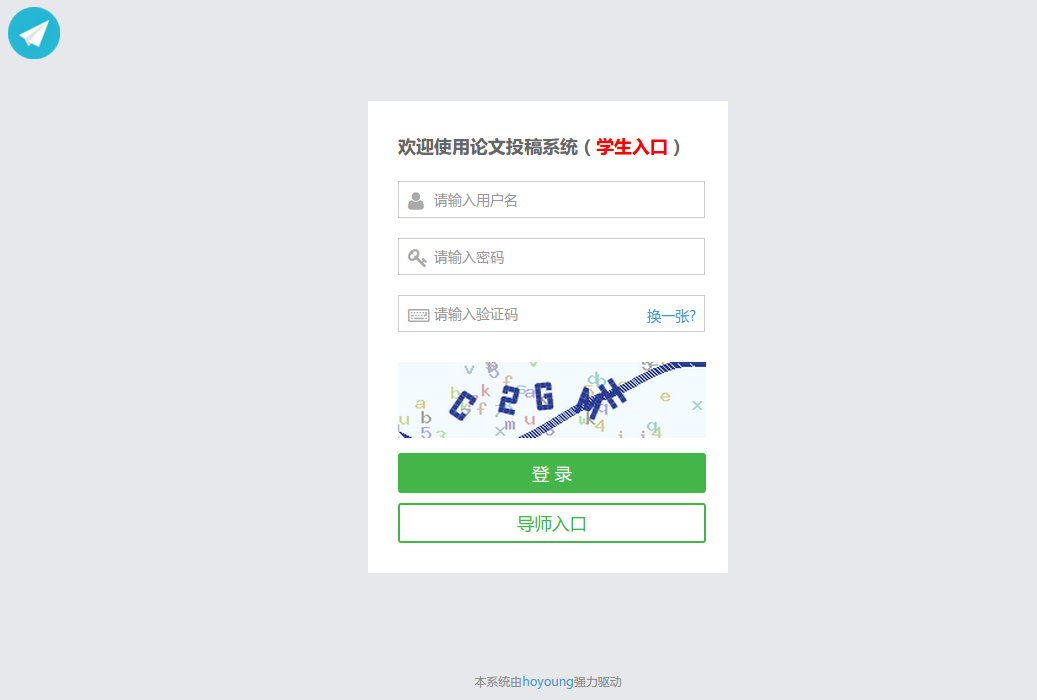 欢迎使用论文投稿系统（学生入口）
请输入用户名
请输入密码
请输入验证码 换一张?
登 录
导师入口
本系统由hoyoung强力驱动